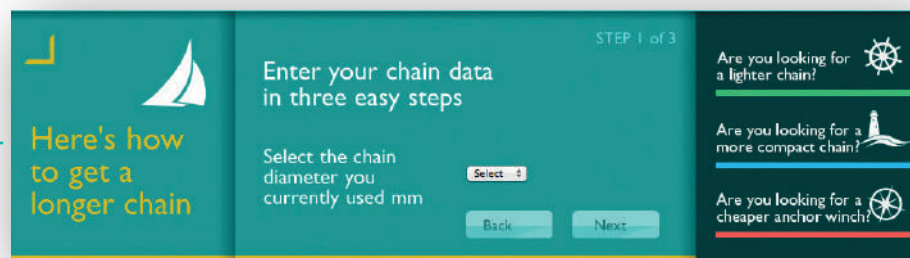 Here's how
to get a
longer chain
STEP 1 of 3
Enter your chain data
in three easy steps
Select the chain
diameter you
currently used mm
Select
Back
Next
Are you looking for
a lighter chain?
Are you looking for a
more compact chain?
Are you looking for a
cheaper anchor winch?